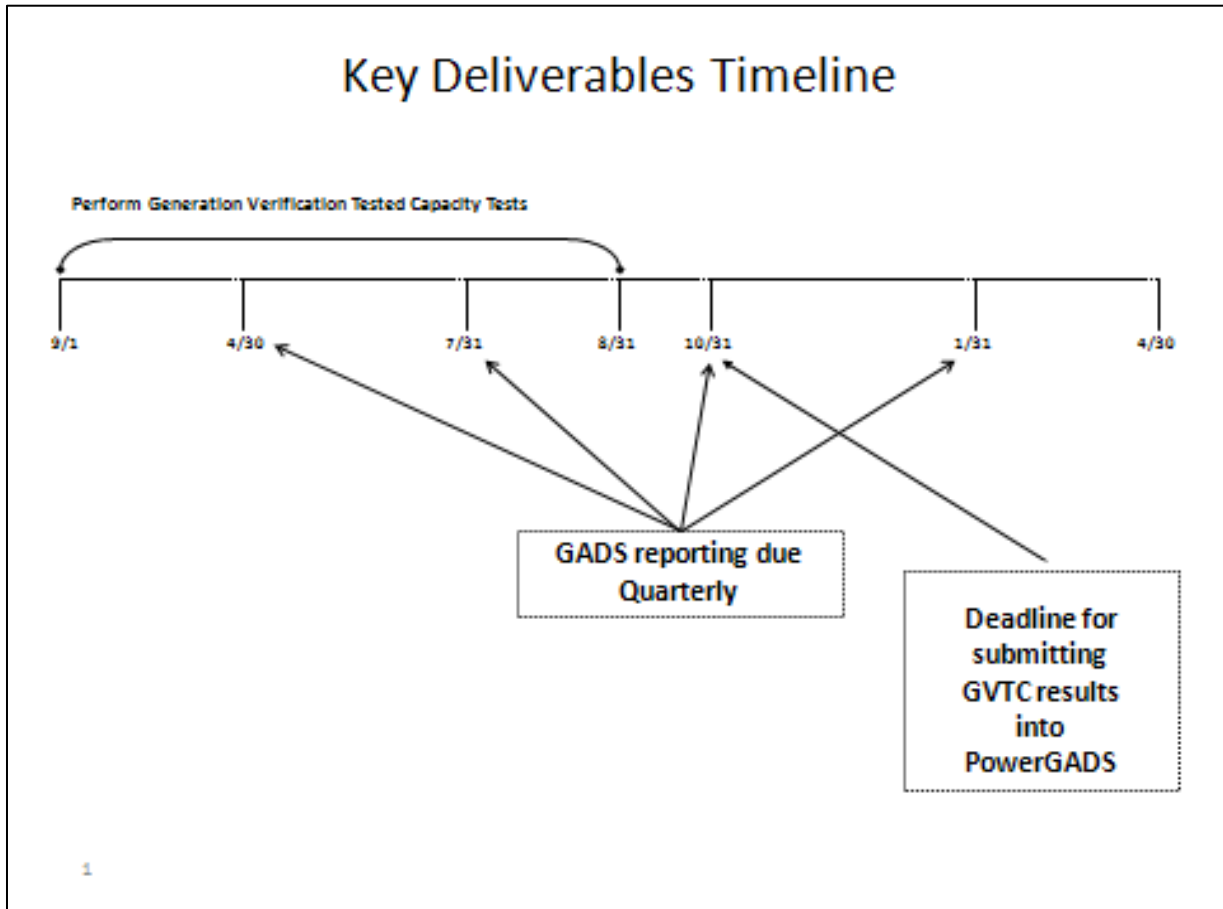 Key Deliverables Timeline
Perform Generation Verification Tested Capacity Tests
9/1
4/30
7/31
8/31
10/31
1/31
4/30
GADS reporting due
Quarterly
Deadline for
submitting
GVTC results
into
PowerGADS
1